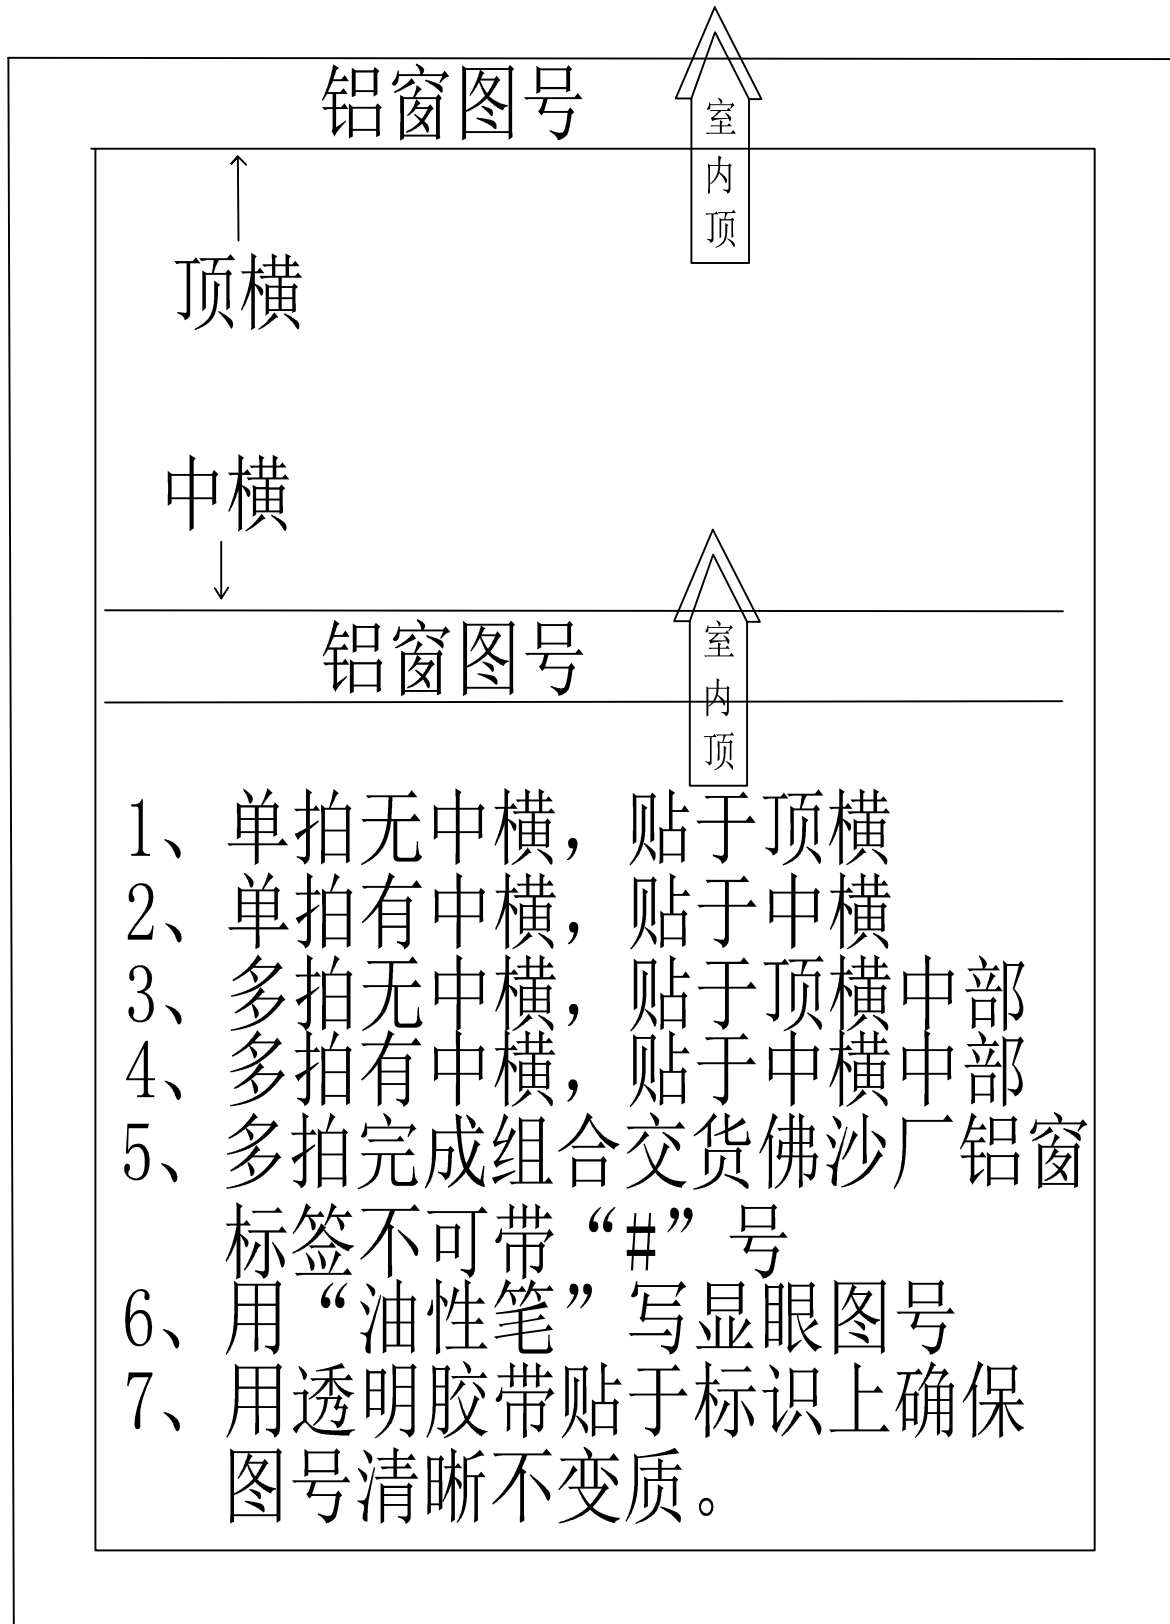 铝窗图号
室
内
顶
顶横
中横
铝窗图号
室
内
顶
1、单拍无中横，贴于顶横
2、单拍有中横，贴于中横
3、多拍无中横，贴于顶横中部
4、多拍有中横，贴于中横中部
5、多拍完成组合交货佛沙厂铝窗
标签不可带“#”号
6、用“油性笔”写显眼图号
7、用透明胶带贴于标识上确保
图号清晰不变质。